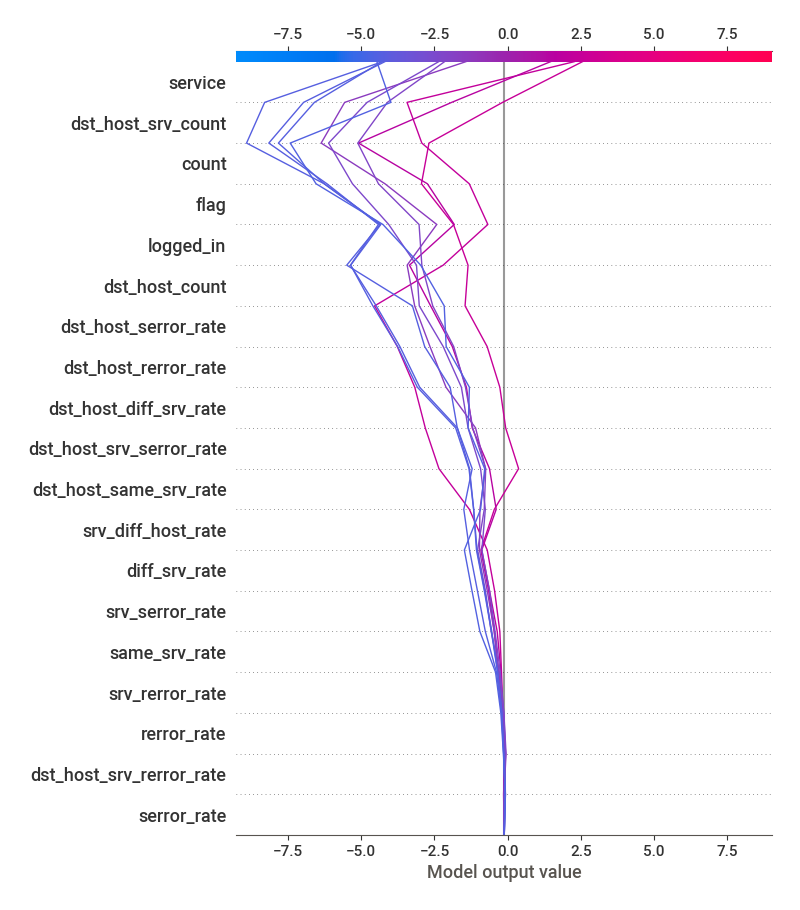 −7.5 −5.0 −2.5 0.0 2.5 5.0 7.5
service
dst_host_srv_count
count
flag
logged_in
dst_host_count
dst_host_serror_rate
dst_host_rerror_rate
dst_host_diff_srv_rate
dst_host_srv_serror_rate
dst_host_same_srv_rate
srv_diff_host_rate
diff_srv_rate
srv_serror_rate
same_srv_rate
srv_rerror_rate
rerror_rate
dst_host_srv_rerror_rate
serror_rate
−7.5 −5.0 −2.5 0.0 2.5 5.0 7.5
Model output value